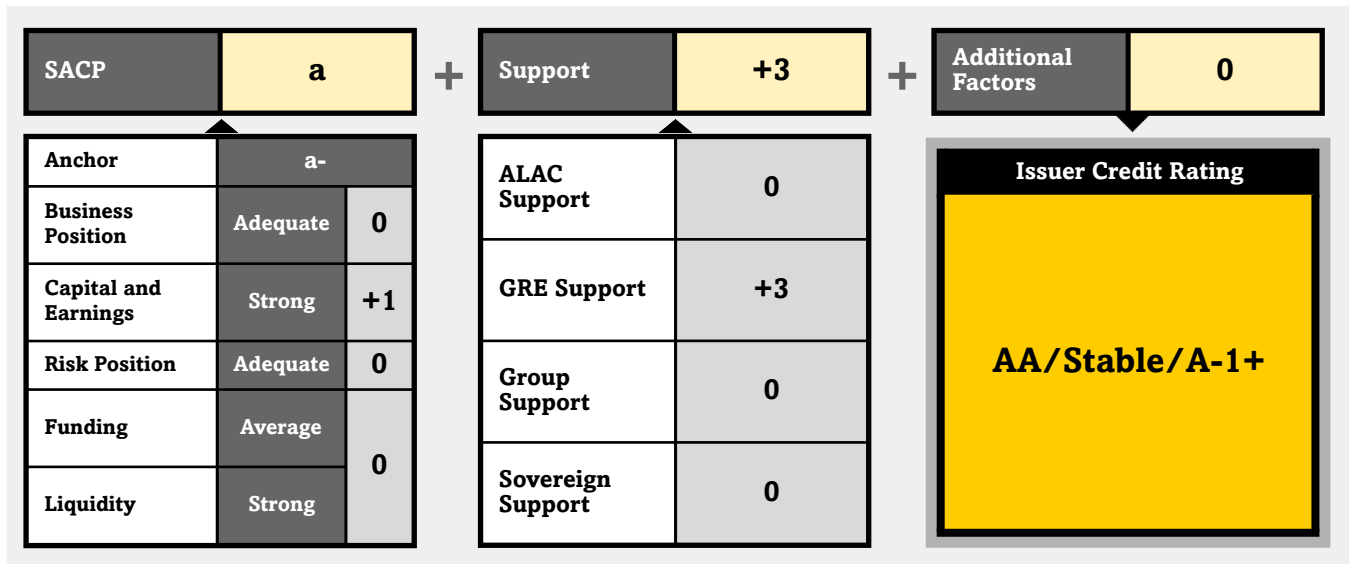 SACP
a
+
Support
+3
+
Additional
Factors
0
Anchor
a-
Business
Position
Adequate
0
Capital and
Earnings
Strong
+1
Risk Position
Adequate
0
Funding
Average
0
Liquidity
Strong
ALAC
Support
0
GRE Support
+3
Group
Support
0
Sovereign
Support
0
Issuer Credit Rating
AA/Stable/A-1+